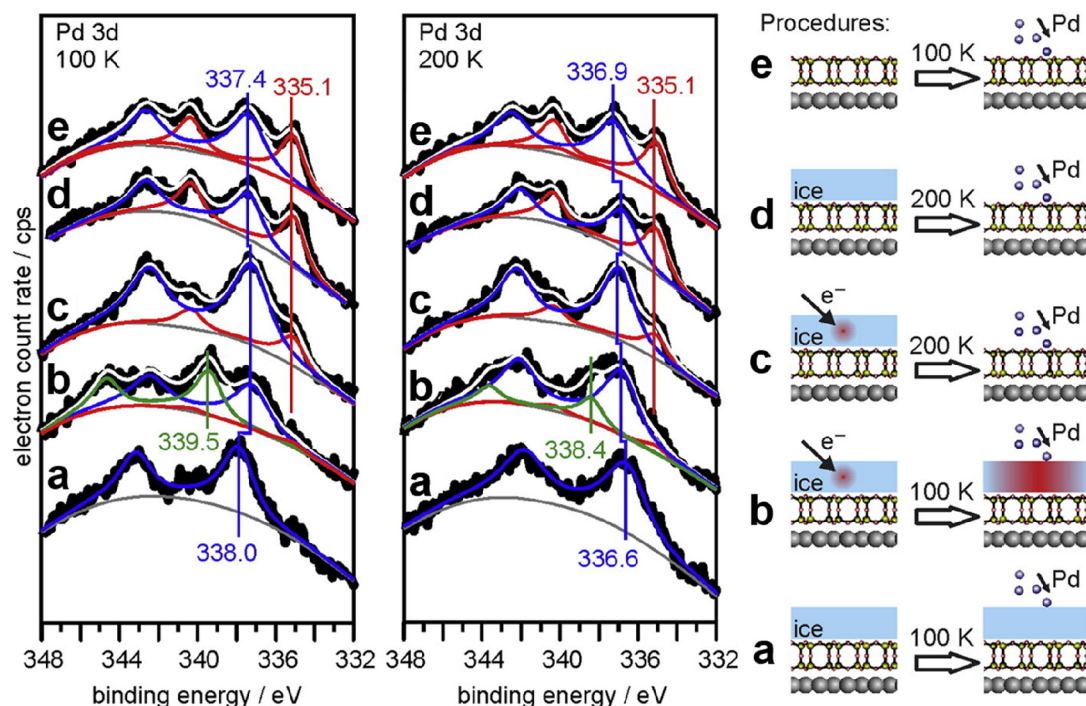 Pd 3d
100 K
337.4
335.1
e
d
c
b
339.5
a
338.0
348 344 340 336 332
binding energy / eV
electron count rate / cps
Pd 3d
200 K
336.9
335.1
e
d
c
b
338.4
a
336.6
348 344 340 336 332
binding energy / eV
Procedures:
e
100 K
Pd
d
ice
200 K
Pd
c
e⁻
ice
200 K
Pd
b
e⁻
ice
100 K
Pd
a
ice
100 K
Pd